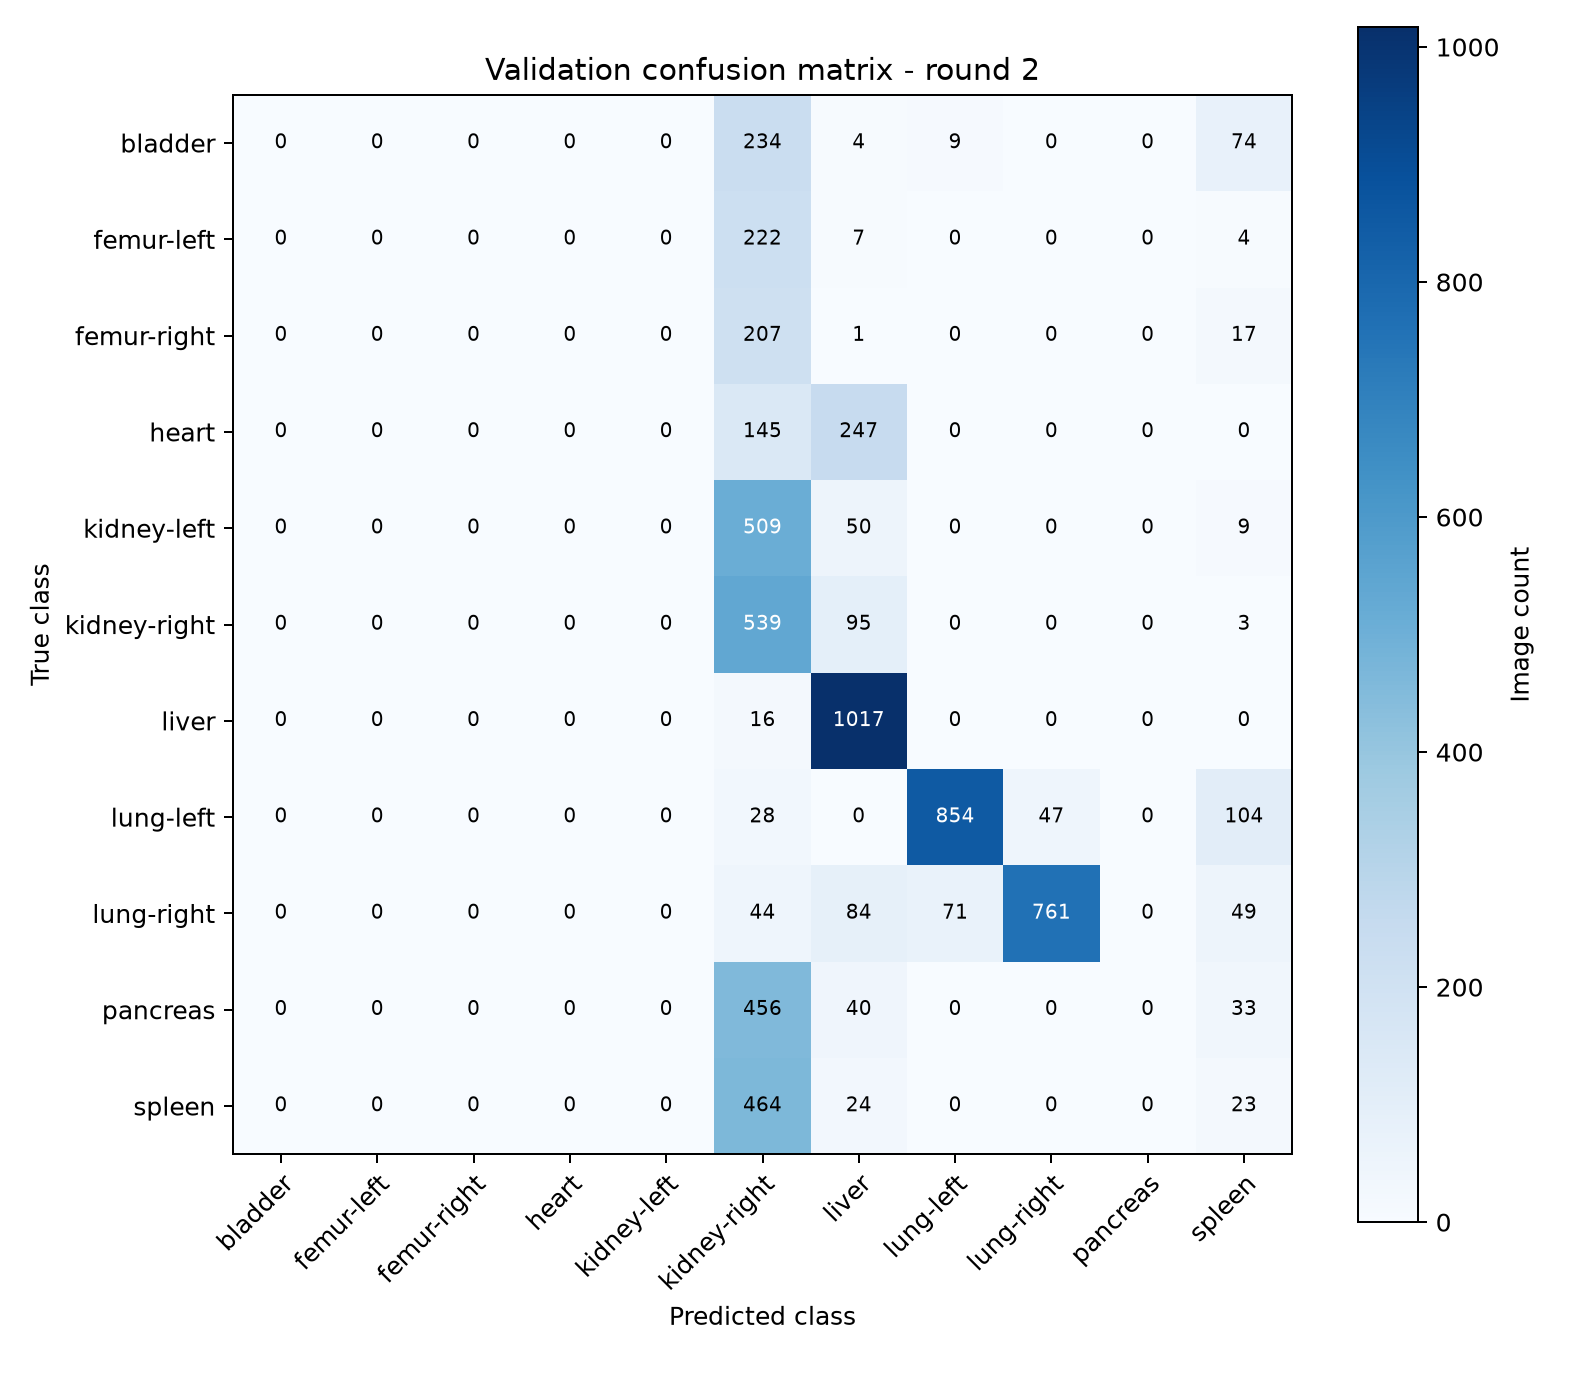 Validation confusion matrix - round 2
True class
bladder 0 0 0 0 0 234 4 9 0 0 74
femur-left 0 0 0 0 0 222 7 0 0 0 4
femur-right 0 0 0 0 0 207 1 0 0 0 17
heart 0 0 0 0 0 145 247 0 0 0 0
kidney-left 0 0 0 0 0 509 50 0 0 0 9
kidney-right 0 0 0 0 0 539 95 0 0 0 3
liver 0 0 0 0 0 16 1017 0 0 0 0
lung-left 0 0 0 0 0 28 0 854 47 0 104
lung-right 0 0 0 0 0 44 84 71 761 0 49
pancreas 0 0 0 0 0 456 40 0 0 0 33
spleen 0 0 0 0 0 464 24 0 0 0 23
bladder femur-left femur-right heart kidney-left kidney-right liver lung-left lung-right pancreas spleen
Predicted class
1000
800
600
400
200
0
Image count